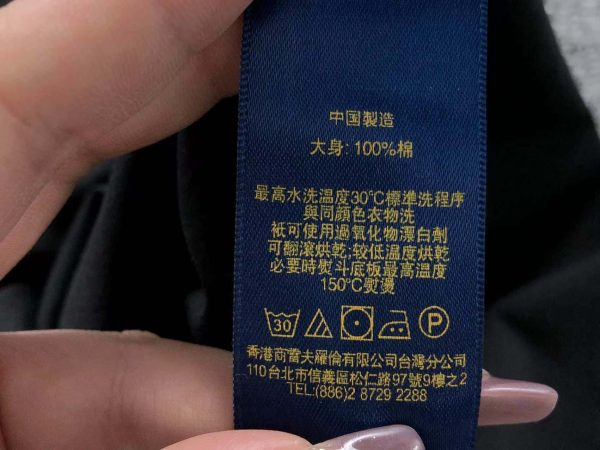 中国製造
大身: 100%棉
最高水洗溫度30°C標準洗程序
與同顏色衣物洗
衹可使用過氧化物漂白劑
可翻滾烘乾;较低溫度烘乾
必要時熨斗底板最高溫度
150°C熨燙
30 P
香港商雷夫羅倫有限公司台灣分公司
110台北市信義區松仁路97號9樓之2
TEL:(886)2 8729 2288